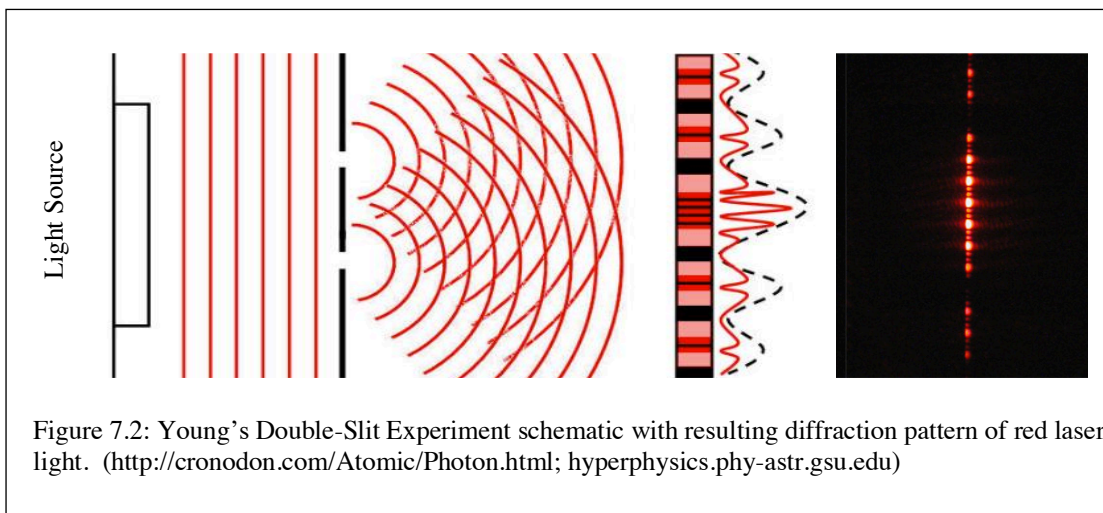 Light Source
Figure 7.2: Young’s Double-Slit Experiment schematic with resulting diffraction pattern of red laser
light. (http://cronodon.com/Atomic/Photon.html; hyperphysics.phy-astr.gsu.edu)